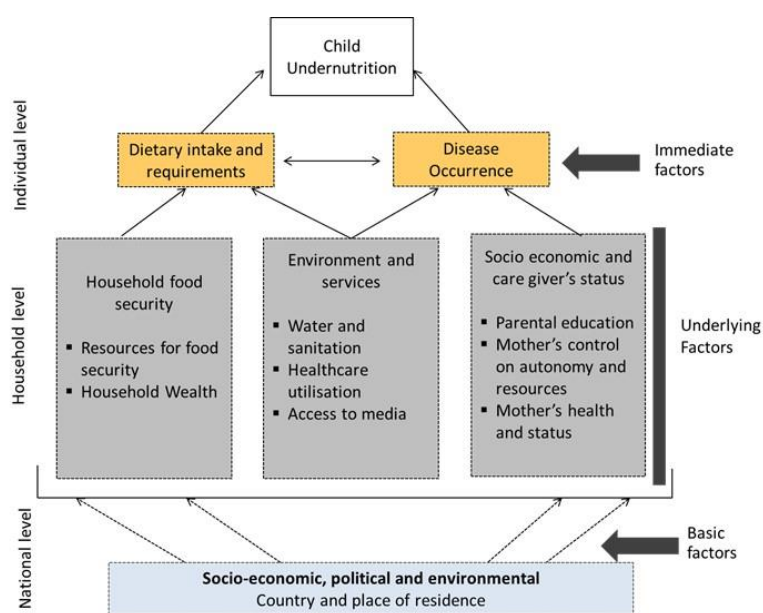 Child
Undernutrition
Individual level
Dietary intake and
requirements
Disease
Occurrence
Immediate
factors
Household level
Household food
security
▪ Resources for food
security
▪ Household Wealth
Environment and
services
▪ Water and
sanitation
▪ Healthcare
utilisation
▪ Access to media
Socio economic and
care giver's status
▪ Parental education
▪ Mother's control
on autonomy and
resources
▪ Mother's health
and status
Underlying
Factors
National level
Basic
factors
Socio-economic, political and environmental
Country and place of residence